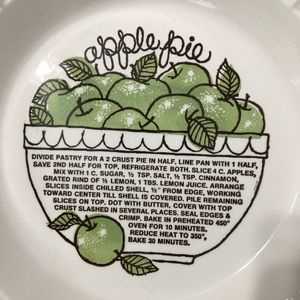 apple pie
DIVIDE PASTRY FOR A 2 CRUST PIE IN HALF. LINE PAN WITH 1 HALF,
SAVE 2ND HALF FOR TOP, REFRIGERATE BOTH. SLICE 4 C. APPLES,
MIX WITH 1 C. SUGAR, ½ TSP. SALT, ½ TSP. CINNAMON,
GRATED RIND OF ½ LEMON, 1 TBS. LEMON JUICE. ARRANGE
SLICES INSIDE CHILLED SHELL, ½" FROM EDGE, WORKING
TOWARD CENTER TILL SHELL IS COVERED. PILE REMAINING
SLICES ON TOP. DOT WITH BUTTER. COVER WITH TOP
CRUST SLASHED IN SEVERAL PLACES. SEAL EDGES &
CRIMP. BAKE IN PREHEATED 450°
OVEN FOR 10 MINUTES.
REDUCE HEAT TO 350°,
BAKE 30 MINUTES.